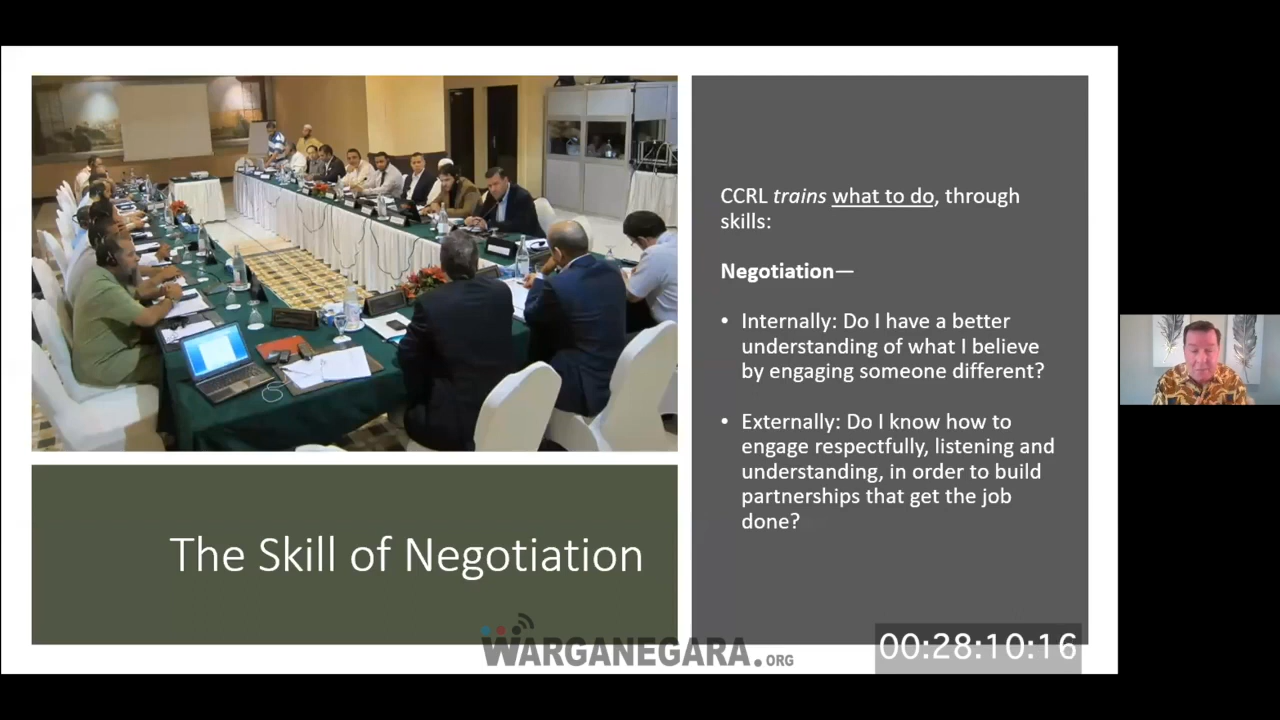 CCRL trains what to do, through
skills:
Negotiation—
• Internally: Do I have a better
understanding of what I believe
by engaging someone different?
• Externally: Do I know how to
engage respectfully, listening and
understanding, in order to build
partnerships that get the job
done?
The Skill of Negotiation
WARGANEGARA.ORG
00:28:10:16